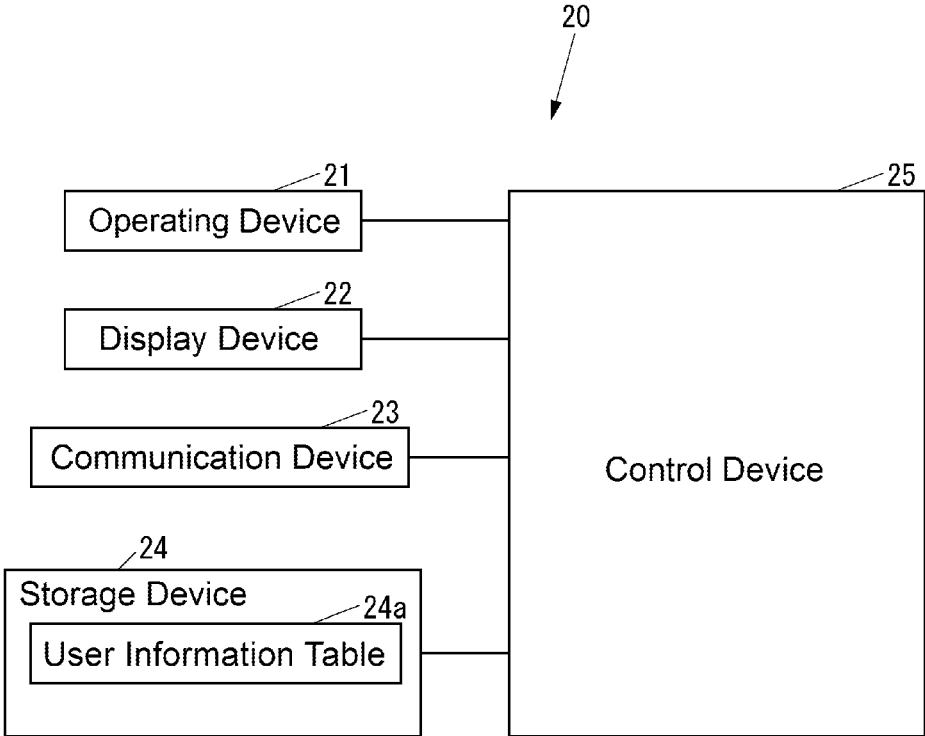 20
21
25
Operating Device
22
Display Device
23
Communication Device
Control Device
24
Storage Device
24a
User Information Table